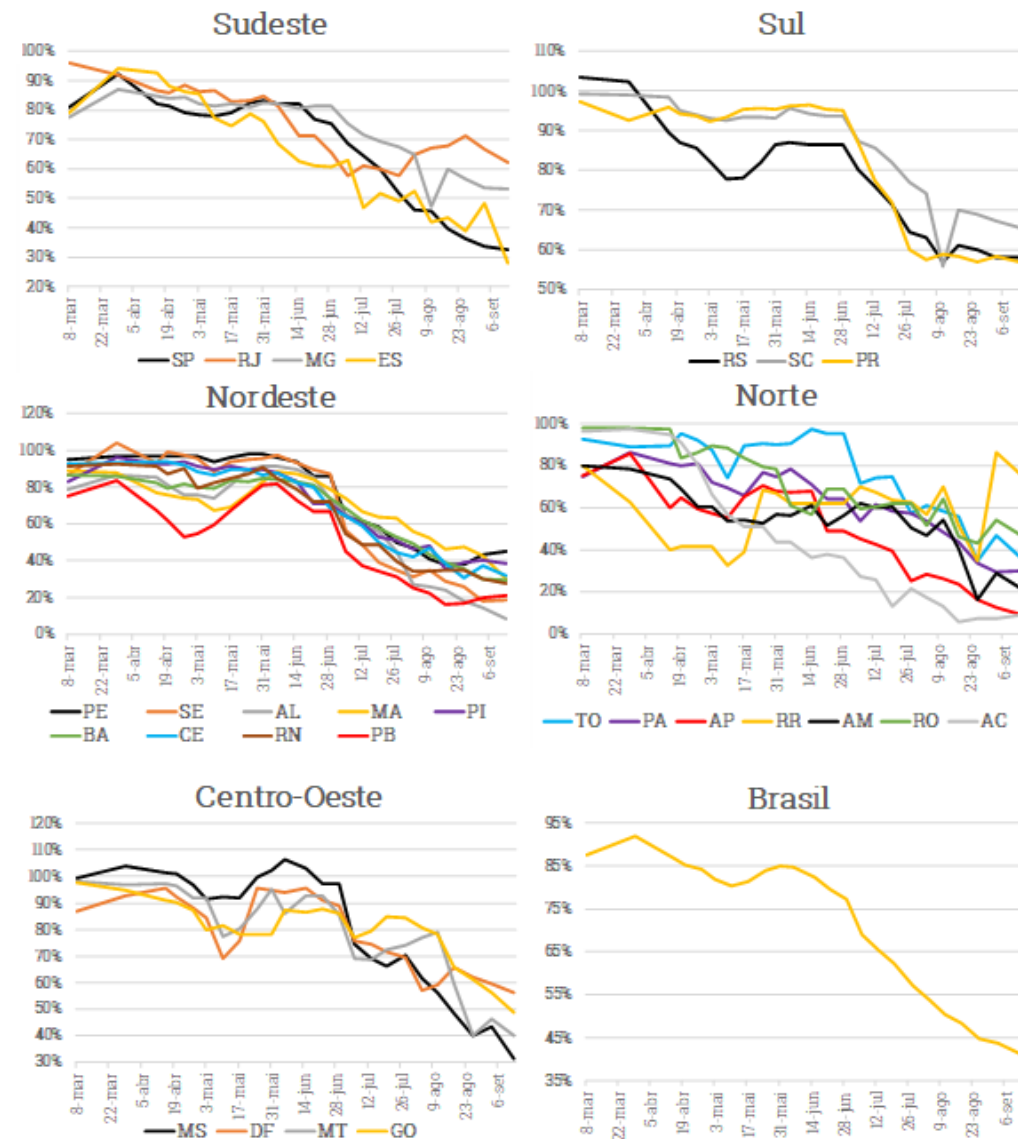 Sudeste
100%
90%
80%
70%
60%
50%
40%
30%
20%
8-mar
22-mar
5-abr
19-abr
3-mai
17-mai
31-mai
14-jun
28-jun
12-jul
26-jul
9-ago
23-ago
6-set
SP RJ MG ES
Sul
110%
100%
90%
80%
70%
60%
50%
8-mar
22-mar
5-abr
19-abr
3-mai
17-mai
31-mai
14-jun
28-jun
12-jul
26-jul
9-ago
23-ago
6-set
RS SC PR
Nordeste
120%
100%
80%
60%
40%
20%
0%
8-mar
22-mar
5-abr
19-abr
3-mai
17-mai
31-mai
14-jun
28-jun
12-jul
26-jul
9-ago
23-ago
6-set
PE SE AL MA PI
BA CE RN PB
Norte
100%
80%
60%
40%
20%
0%
8-mar
22-mar
5-abr
19-abr
3-mai
17-mai
31-mai
14-jun
28-jun
12-jul
26-jul
9-ago
23-ago
6-set
TO PA AP RR AM RO AC
Centro-Oeste
120%
110%
100%
90%
80%
70%
60%
50%
40%
30%
8-mar
22-mar
5-abr
19-abr
3-mai
17-mai
31-mai
14-jun
28-jun
12-jul
26-jul
9-ago
23-ago
6-set
MS DF MT GO
Brasil
95%
85%
75%
65%
55%
45%
35%
8-mar
22-mar
5-abr
19-abr
3-mai
17-mai
31-mai
14-jun
28-jun
12-jul
26-jul
9-ago
23-ago
6-set